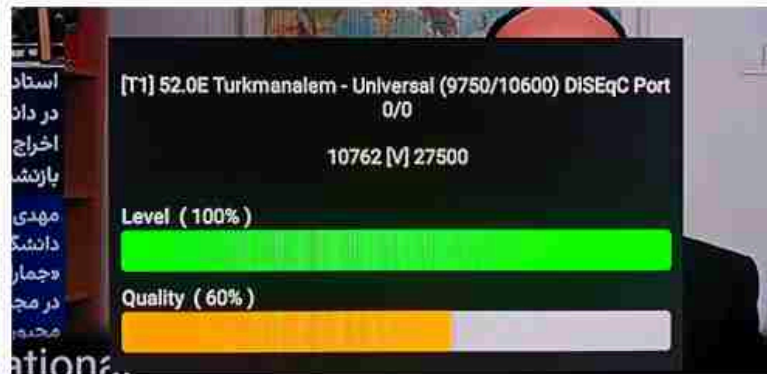 [T1] 52.0E Turkmanalem - Universal (9750/10600) DiSEqC Port
0/0
10762 [V] 27500
Level (100%)
Quality (60%)
استاد
در دان
اخراج
بازنش
مهدی
دانشگ
«جمار
در مج